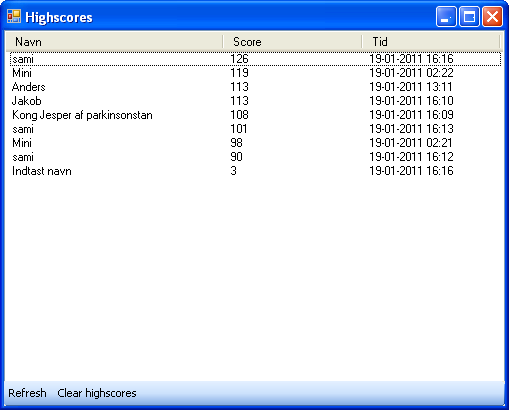 Highscores
Navn Score Tid
sami 126 19-01-2011 16:16
Mini 119 19-01-2011 02:22
Anders 113 19-01-2011 13:11
Jakob 113 19-01-2011 16:10
Kong Jesper af parkinsonstan 108 19-01-2011 16:09
sami 101 19-01-2011 16:13
Mini 98 19-01-2011 02:21
sami 90 19-01-2011 16:12
Indtast navn 3 19-01-2011 16:16
Refresh Clear highscores